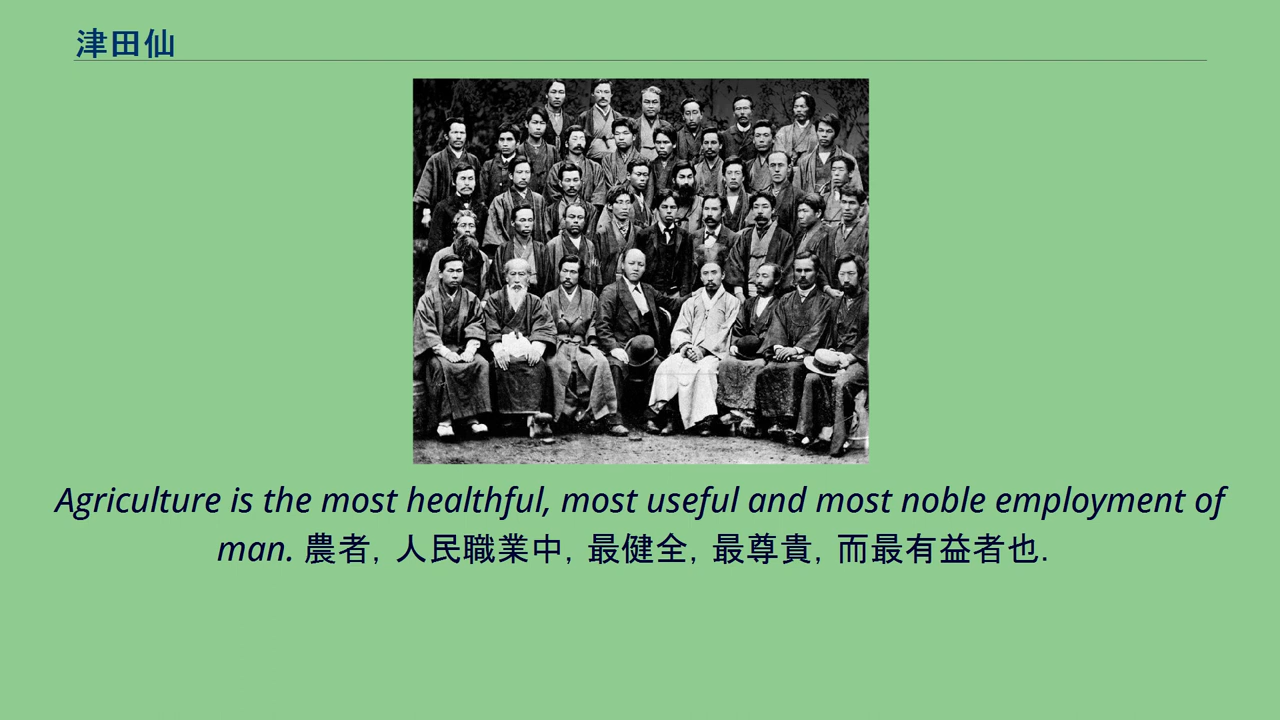 津田仙
Agriculture is the most healthful, most useful and most noble employment of
man. 農者, 人民職業中, 最健全, 最尊貴, 而最有益者也.